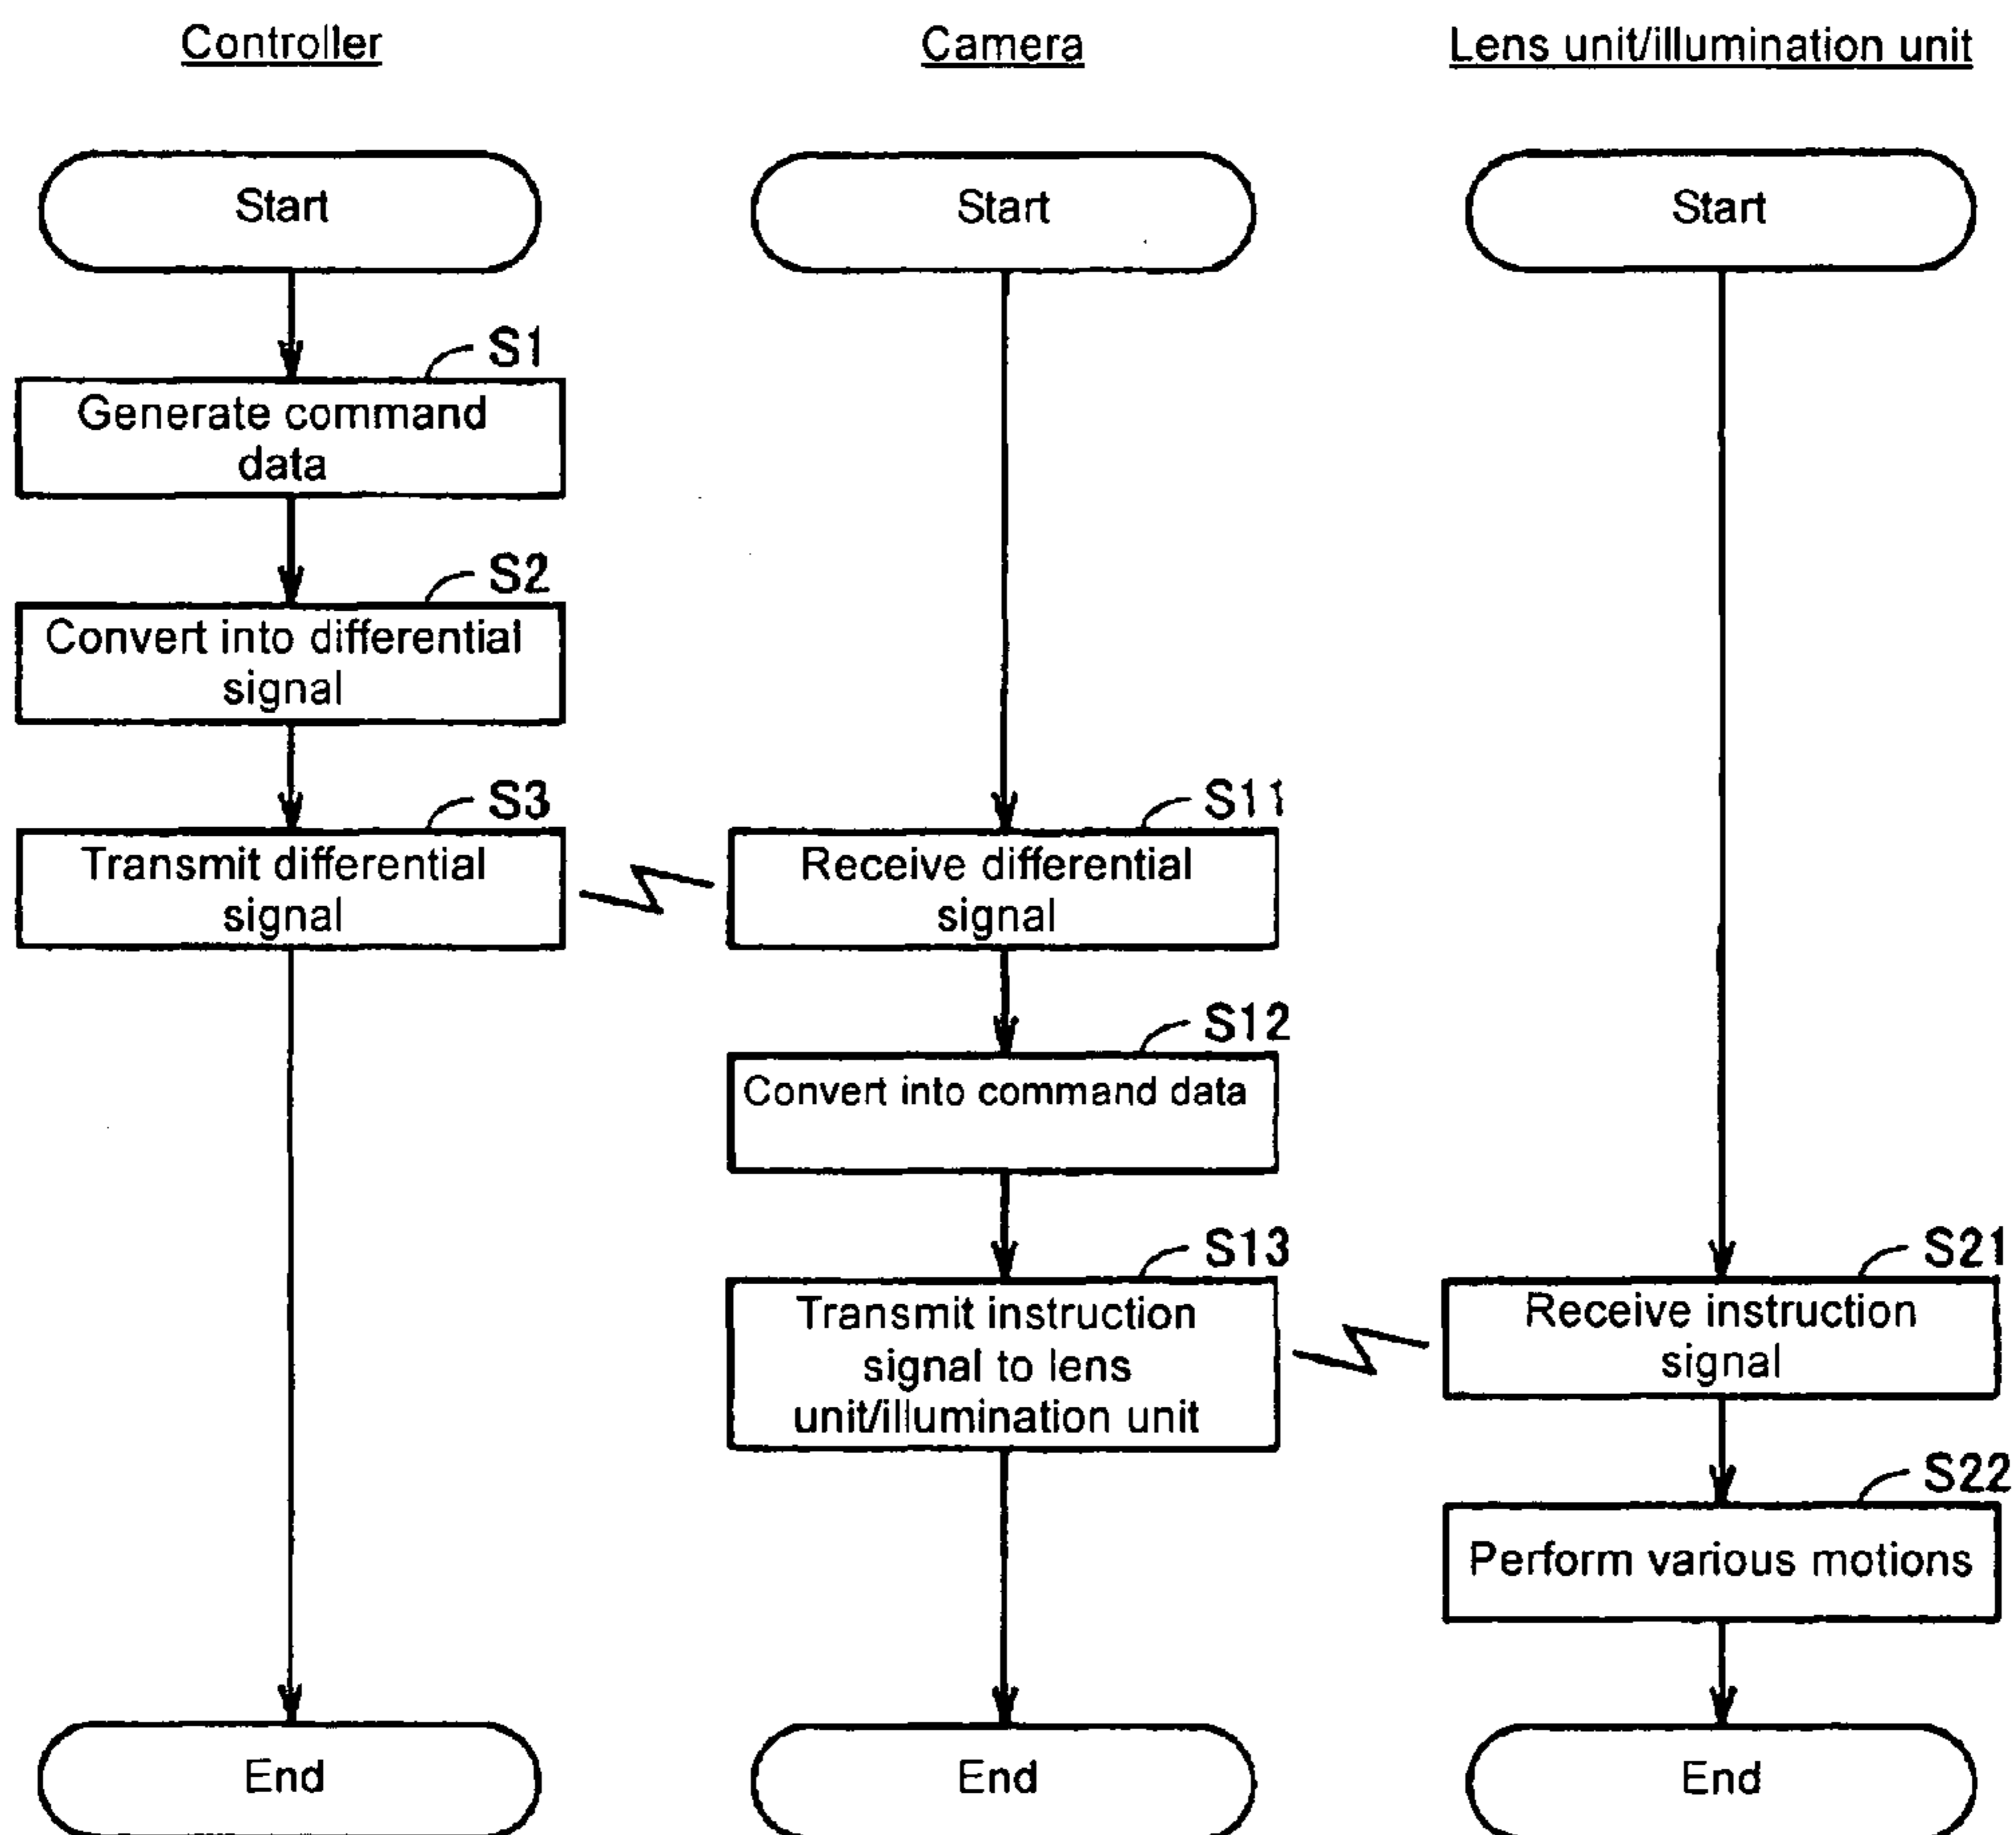 Controller
Camera
Lens unit/illumination unit
Start
Start
Start
S1
Generate command
data
S2
Convert into differential
signal
S3
Transmit differential
signal
S11
Receive differential
signal
S12
Convert into command data
S13
Transmit instruction
signal to lens
unit/illumination unit
S21
Receive instruction
signal
S22
Perform various motions
End
End
End